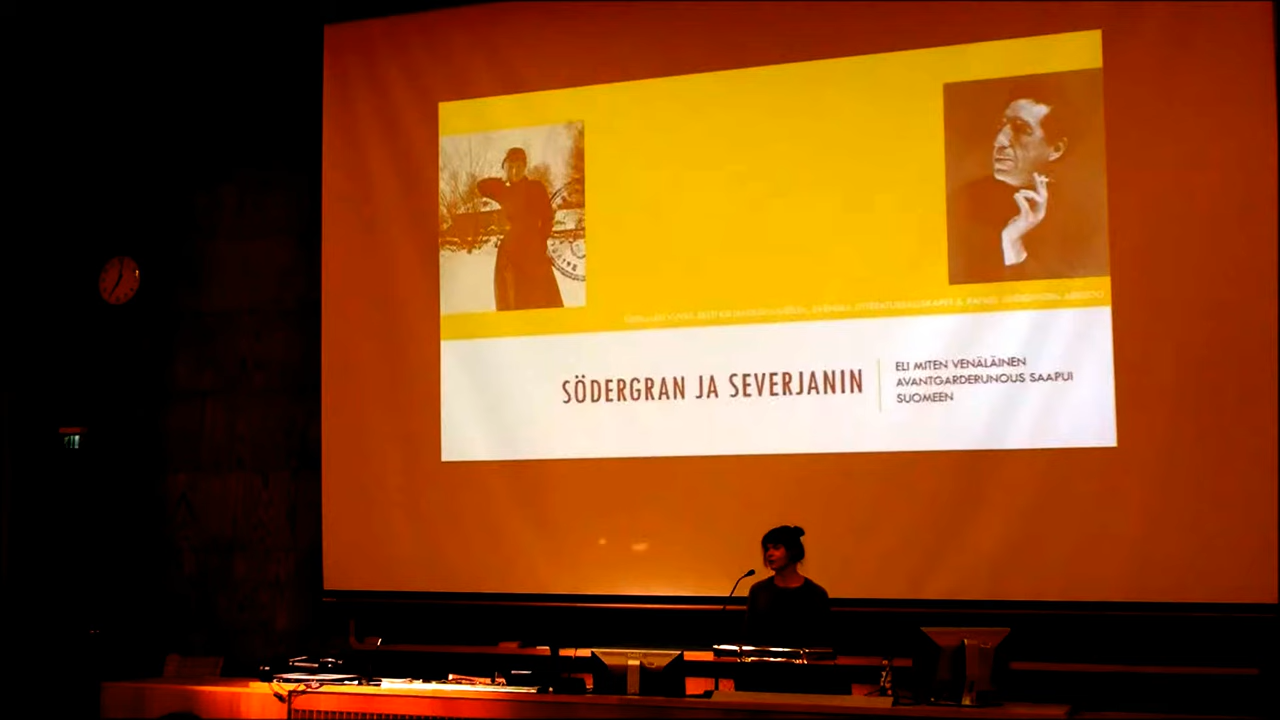 SÖDERGRAN JA SEVERJANIN
ELI MITEN VENÄLÄINEN
AVANTGARDERUNOUS SAAPUI
SUOMEEN